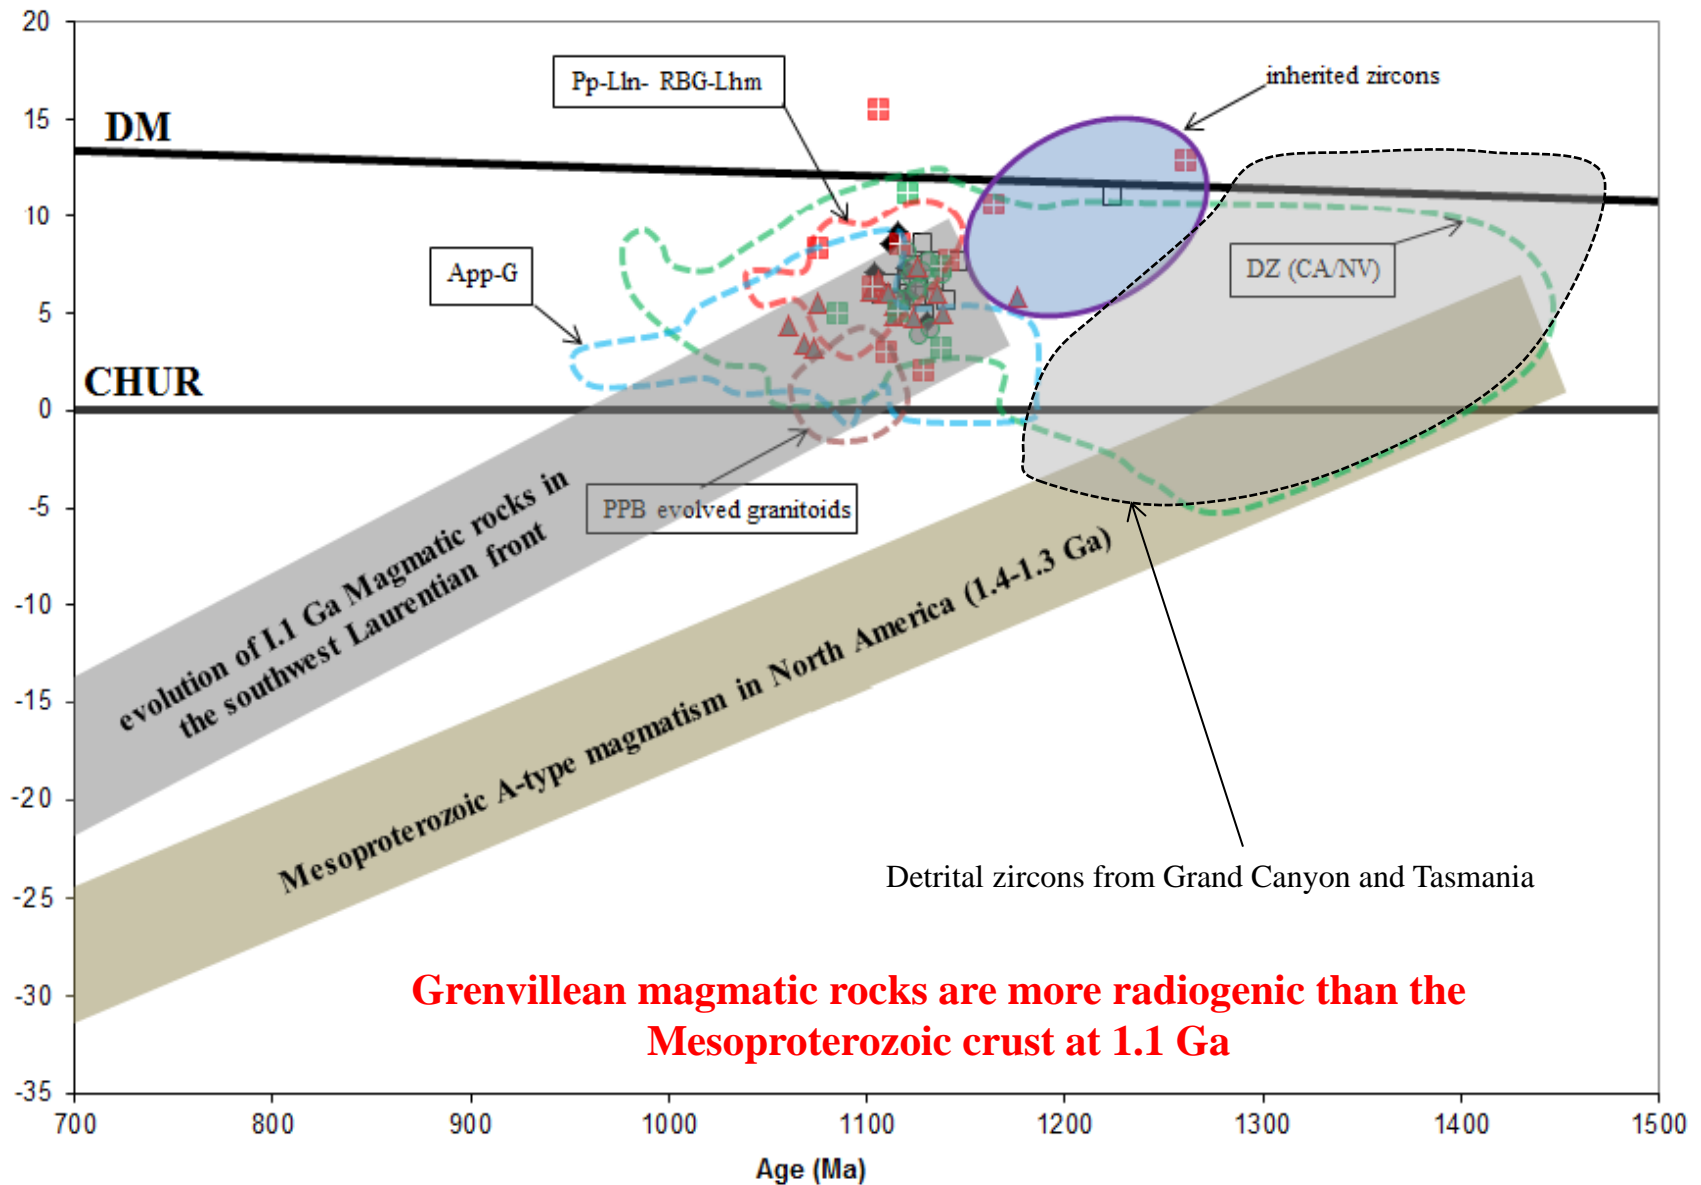 20
15
10
5
0
-5
-10
-15
-20
-25
-30
-35
DM
CHUR
Pp-Lln- RBG-Lhm
inherited zircons
App-G
DZ (CA/NV)
PPB evolved granitoids
evolution of 1.1 Ga Magmatic rocks in
the southwest Laurentian front
Mesoproterozoic A-type magmatism in North America (1.4-1.3 Ga)
Detrital zircons from Grand Canyon and Tasmania
Grenvillean magmatic rocks are more radiogenic than the
Mesoproterozoic crust at 1.1 Ga
700 800 900 1000 1100 1200 1300 1400 1500
Age (Ma)